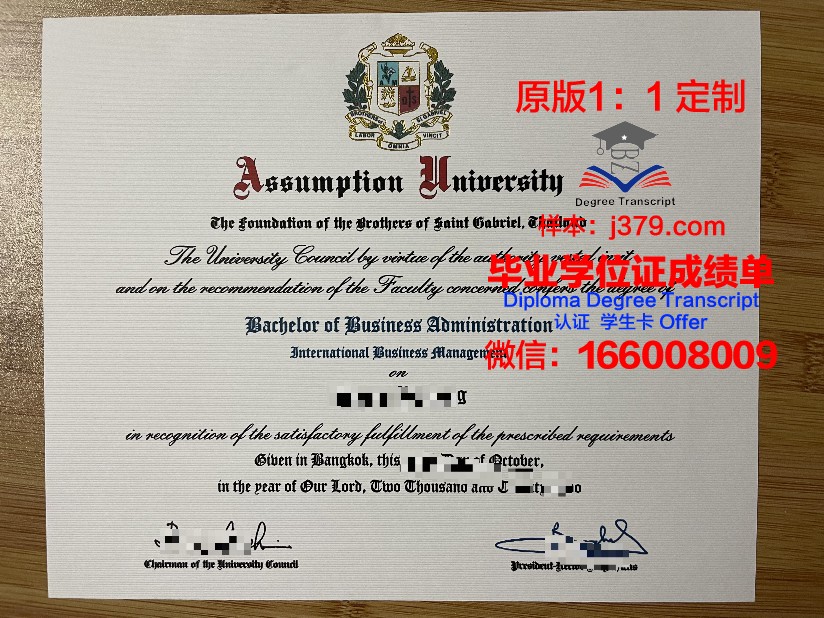 BROTHERS OF ST GABRIEL
LABOR OMNIA VINCIT
原版1：1 定制
Assumption University
Degree Transcript
The Foundation of the Brothers of Saint Gabriel, Thailand
样本：j379.com
The University Council by virtue of the authority vested in it
毕业学位证成绩单
and on the recommendation of the Faculty concerned confers the degree of
Diploma Degree Transcript
Bachelor of Business Administration
认证 学生卡 Offer
International Business Management
微信：166008009
on
g
in recognition of the satisfactory fulfillment of the prescribed requirements
Given in Bangkok, this of October,
in the year of Our Lord, Two Thousand and
Chairman of the University Council
President